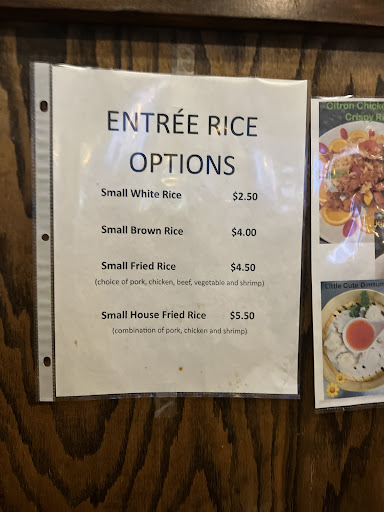 ENTRÉE RICE
OPTIONS
Small White Rice $2.50
Small Brown Rice $4.00
Small Fried Rice $4.50
(choice of pork, chicken, beef, vegetable and shrimp)
Small House Fried Rice $5.50
(combination of pork, chicken and shrimp)
Citron Chicken
Crispy
Little Cute